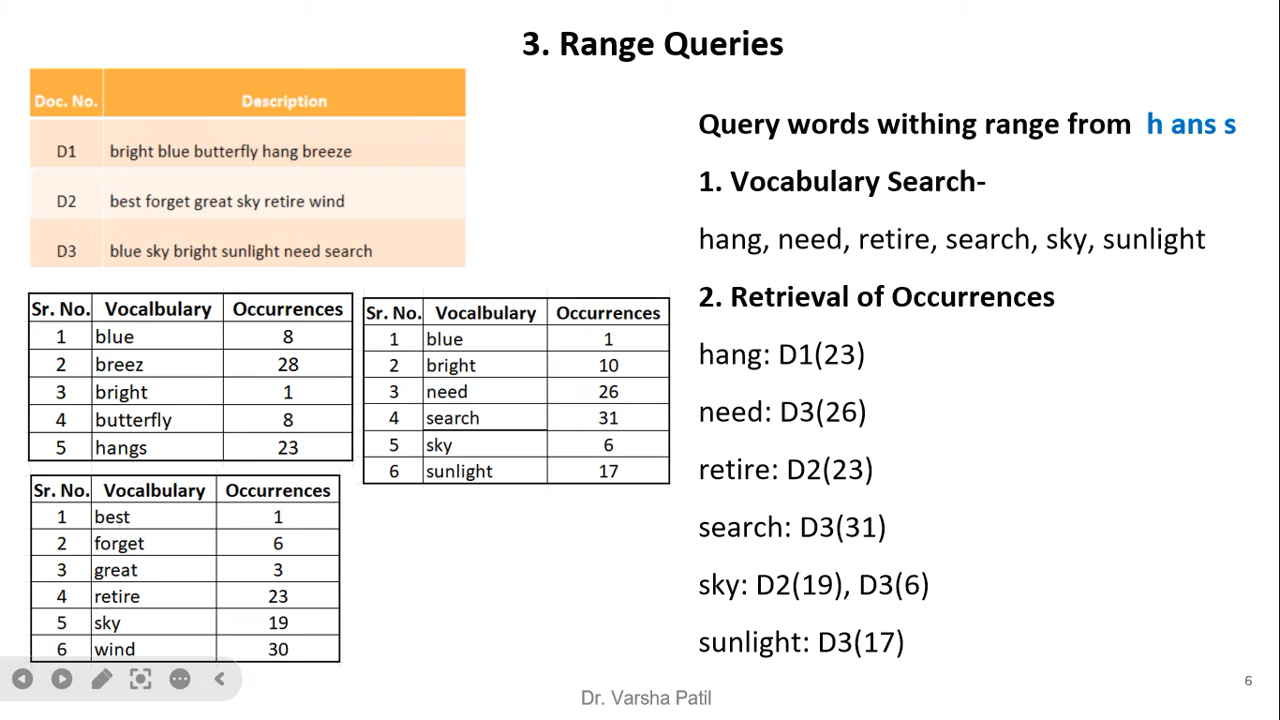 3. Range Queries
Doc. No. Description
D1 bright blue butterfly hang breeze
D2 best forget great sky retire wind
D3 blue sky bright sunlight need search
Sr. No. Vocalbulary Occurrences
1 blue 8
2 breez 28
3 bright 1
4 butterfly 8
5 hangs 23
Sr. No. Vocalbulary Occurrences
1 blue 1
2 bright 10
3 need 26
4 search 31
5 sky 6
6 sunlight 17
Sr. No. Vocalbulary Occurrences
1 best 1
2 forget 6
3 great 3
4 retire 23
5 sky 19
6 wind 30
Query words withing range from h ans s
1. Vocabulary Search-
hang, need, retire, search, sky, sunlight
2. Retrieval of Occurrences
hang: D1(23)
need: D3(26)
retire: D2(23)
search: D3(31)
sky: D2(19), D3(6)
sunlight: D3(17)
6
Dr. Varsha Patil